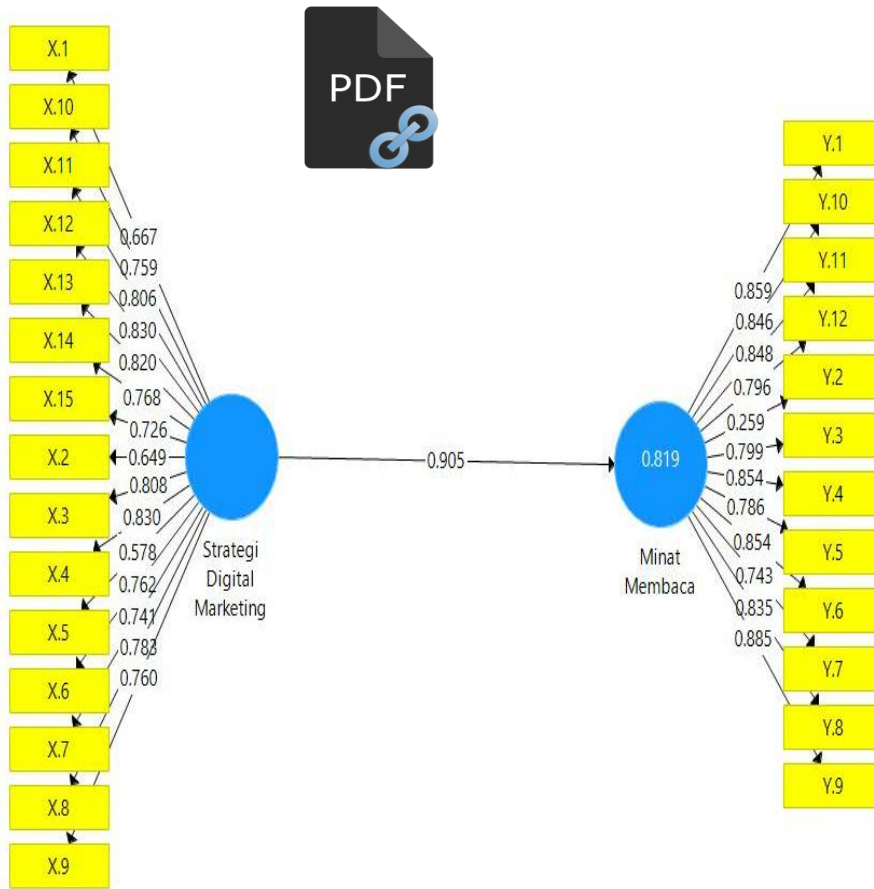 PDF
X.1
X.10
X.11
X.12
X.13
X.14
X.15
X.2
X.3
X.4
X.5
X.6
X.7
X.8
X.9
0.667
0.759
0.806
0.830
0.820
0.768
0.726
0.649
0.808
0.830
0.578
0.762
0.741
0.783
0.760
Strategi
Digital
Marketing
0.905
0.819
Minat
Membaca
0.859
0.846
0.848
0.796
0.259
0.799
0.854
0.786
0.854
0.743
0.835
0.885
Y.1
Y.10
Y.11
Y.12
Y.2
Y.3
Y.4
Y.5
Y.6
Y.7
Y.8
Y.9